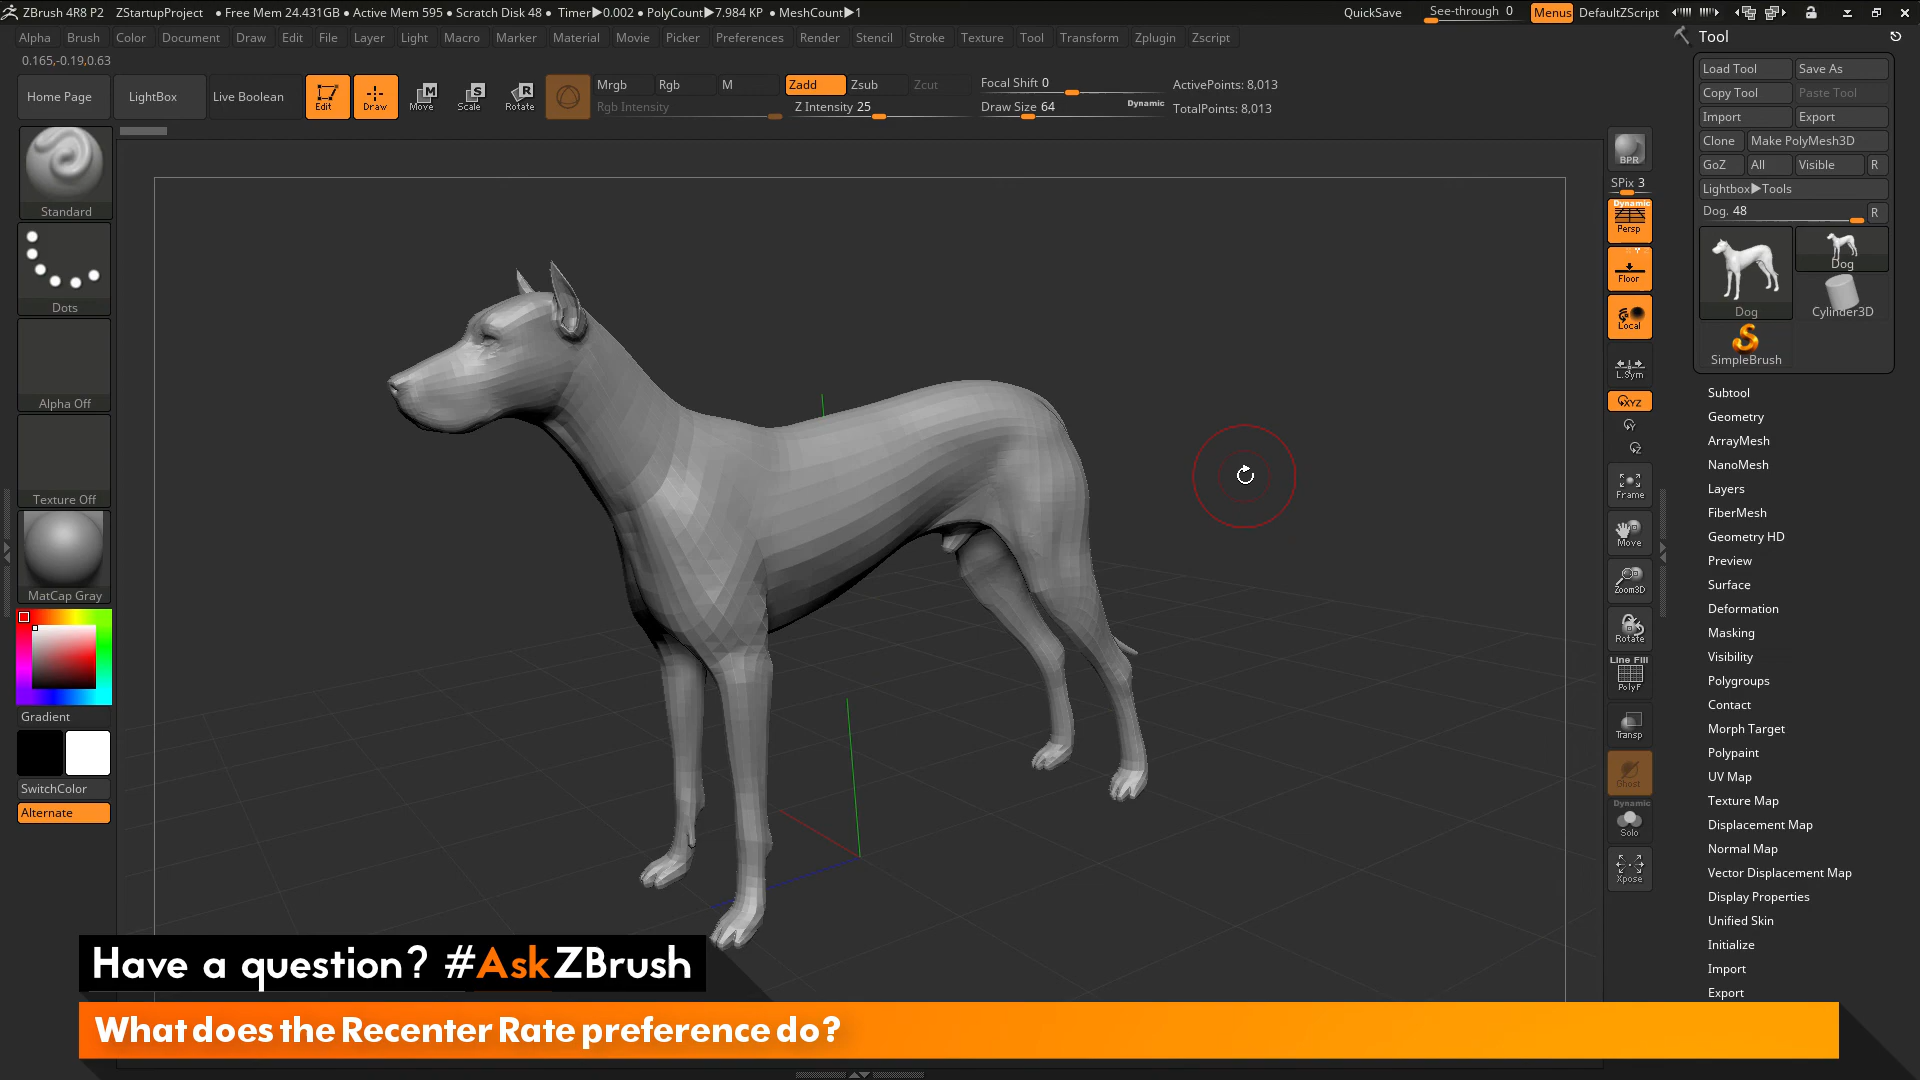 ZBrush 4R8 P2 ZStartupProject • Free Mem 24.431GB • Active Mem 595 • Scratch Disk 48 • Timer▶0.002 • PolyCount▶7.984 KP • MeshCount▶1 QuickSave See-through 0 Menus DefaultZScript
Alpha Brush Color Document Draw Edit File Layer Light Macro Marker Material Movie Picker Preferences Render Stencil Stroke Texture Tool Transform Zplugin Zscript
0.165,-0.19,0.63
Home Page LightBox Live Boolean Edit Draw Move Scale Rotate
M S R
Mrgb Rgb M Zadd Zsub Zcut Focal Shift 0 ActivePoints: 8,013
Rgb Intensity Z Intensity 25 Draw Size 64 Dynamic TotalPoints: 8,013
Standard
Dots
Alpha Off
Texture Off
MatCap Gray
Gradient
SwitchColor
Alternate
BPR
SPix 3
Dynamic
Persp
Floor
Local
L.Sym
XYZ
Y
Z
Frame
Move
Zoom3D
Rotate
Line Fill
PolyF
Transp
Ghost
Dynamic
Solo
Xpose
Tool
Load Tool Save As
Copy Tool Paste Tool
Import Export
Clone Make PolyMesh3D
GoZ All Visible R
Lightbox▶Tools
Dog. 48 R
Dog
Dog Cylinder3D
SimpleBrush
Subtool
Geometry
ArrayMesh
NanoMesh
Layers
FiberMesh
Geometry HD
Preview
Surface
Deformation
Masking
Visibility
Polygroups
Contact
Morph Target
Polypaint
UV Map
Texture Map
Displacement Map
Normal Map
Vector Displacement Map
Display Properties
Unified Skin
Initialize
Import
Export
Have a question? #AskZBrush
What does the Recenter Rate preference do?